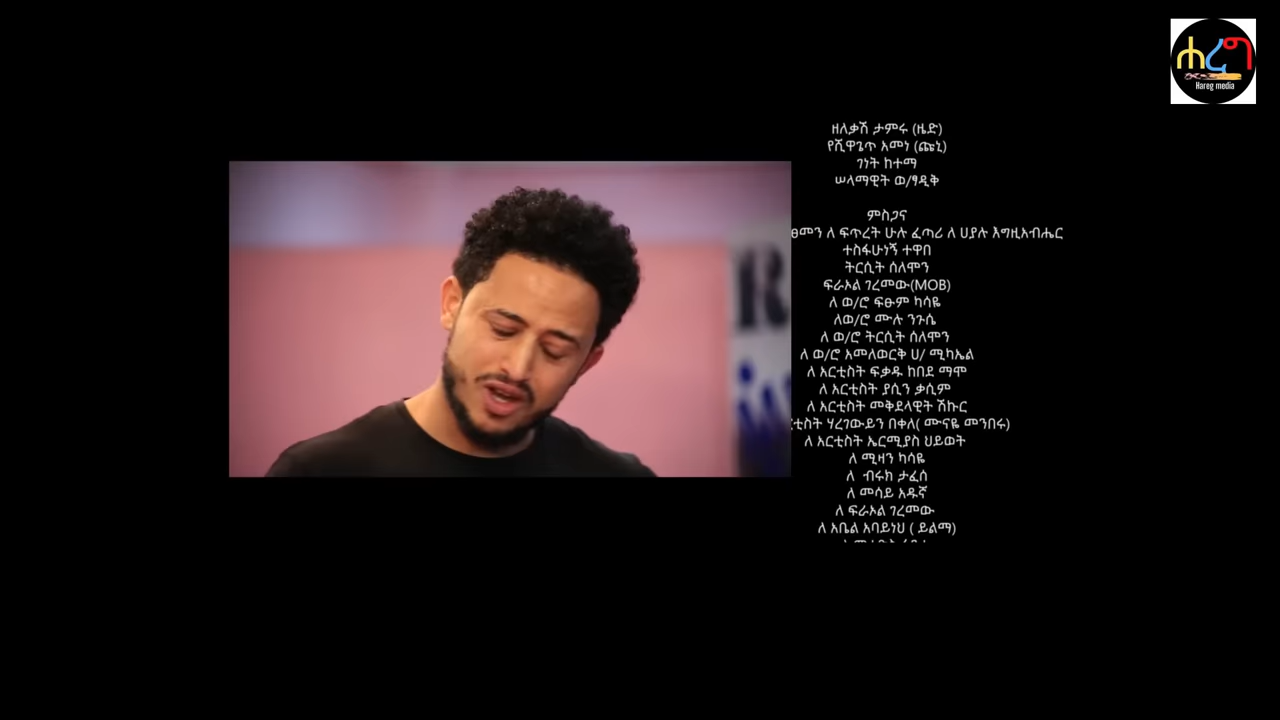 ሐረግ
Hareg media
ዘለቃሽ ታምሩ (ዜድ)
የሺዋጌጥ አመነ (ጩኒ)
ገነት ከተማ
ሠላማዊት ወ/ፃዲቅ
ምስጋና
ለ ፍጥረት ሁሉ ፈጣሪ ለ ሀያሉ እግዚአብሔር
ተስፋሁነኝ ተዋበ
ትርሲት ሰለሞን
ፍራኦል ገረመው(MOB)
ለ ወ/ሮ ፍፁም ካሳዬ
ለወ/ሮ ሙሉ ንጉሴ
ለ ወ/ሮ ትርሲት ሰለሞን
ለ ወ/ሮ አመለወርቅ ሀ/ ሚካኤል
ለ አርቲስት ፍቃዱ ከበደ ማሞ
ለ አርቲስት ያሲን ቃሲም
ለ አርቲስት መቅደላዊት ሽኩር
ሃረገውይን በቀለ( ሙናዬ መንበሩ)
ለ አርቲስት ኤርሚያስ ህይወት
ለ ሚዛን ካሳዬ
ለ ብሩክ ታፈሰ
ለ መሳይ አዱኛ
ለ ፍራኦል ገረመው
ለ አቤል አባይነህ ( ይልማ)